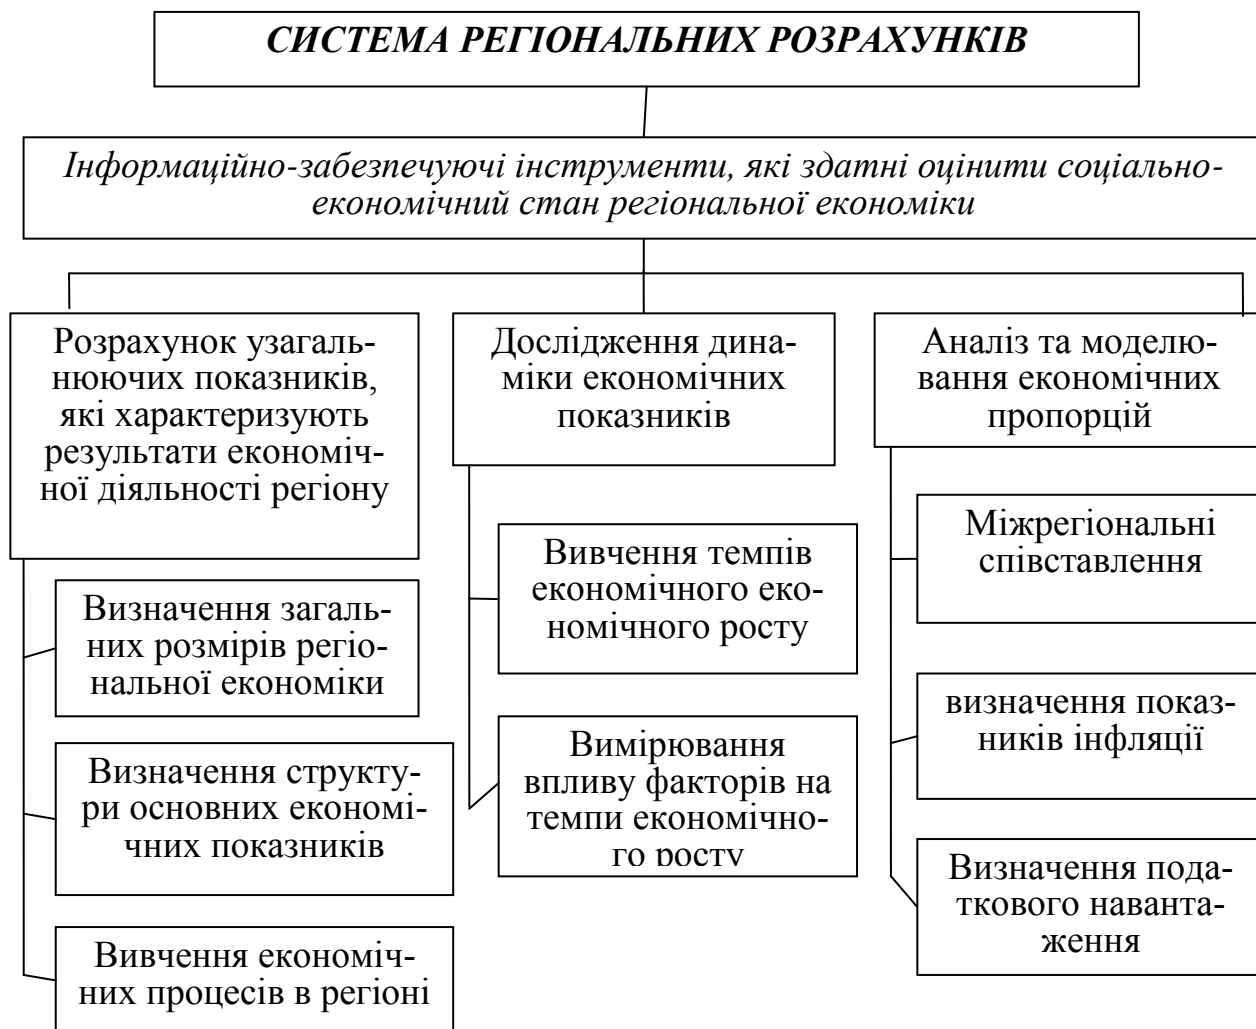 СИСТЕМА РЕГІОНАЛЬНИХ РОЗРАХУНКІВ
Інформаційно-забезпечуючі інструменти, які здатні оцінити соціально-
економічний стан регіональної економіки
Розрахунок узагаль-
нюючих показників,
які характеризують
результати економіч-
ної діяльності регіону
Визначення загаль-
них розмірів регіо-
нальної економіки
Визначення структу-
ри основних економі-
чних показників
Вивчення економіч-
них процесів в регіоні
Дослідження дина-
міки економічних
показників
Вивчення темпів
економічного еко-
номічного росту
Вимірювання
впливу факторів на
темпи економічно-
го росту
Аналіз та моделю-
вання економічних
пропорцій
Міжрегіональні
співставлення
визначення показ-
ників інфляції
Визначення пода-
ткового наванта-
ження